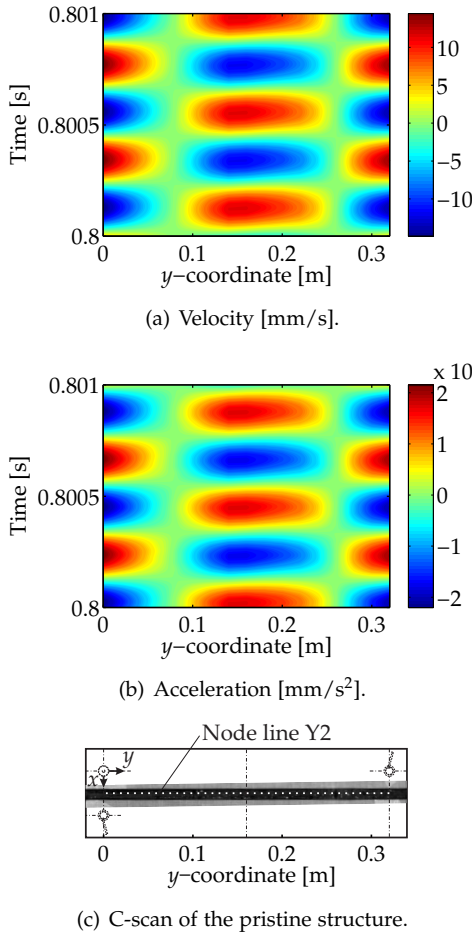 0.801
0.8005
0.8
Time [s]
0 0.1 0.2 0.3
y−coordinate [m]
10
5
0
−5
−10
(a) Velocity [mm/s].
x 10
0.801
0.8005
0.8
Time [s]
0 0.1 0.2 0.3
y−coordinate [m]
2
1
0
−1
−2
(b) Acceleration [mm/s²].
Node line Y2
y
x
0 0.1 0.2 0.3
y−coordinate [m]
(c) C-scan of the pristine structure.